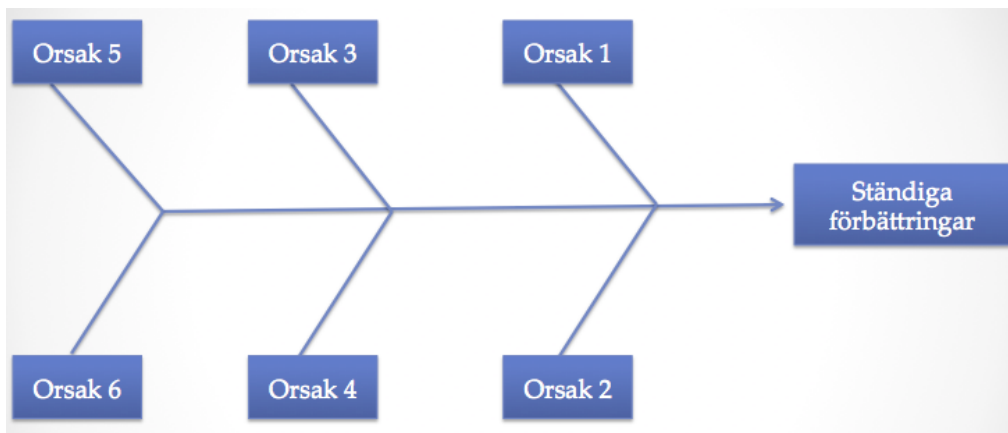 Orsak 5
Orsak 3
Orsak 1
Ständiga
förbättringar
Orsak 6
Orsak 4
Orsak 2